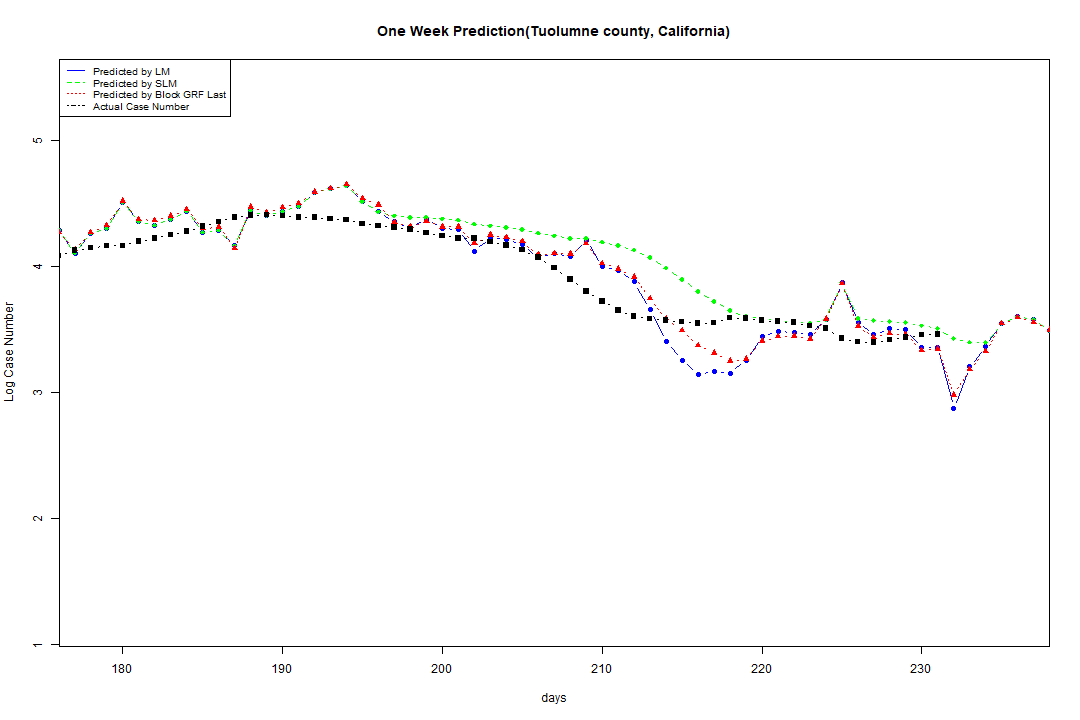 One Week Prediction(Tuolumne county, California)
Predicted by LM
Predicted by SLM
Predicted by Block GRF Last
Actual Case Number
5
4
3
2
1
Log Case Number
180 190 200 210 220 230
days